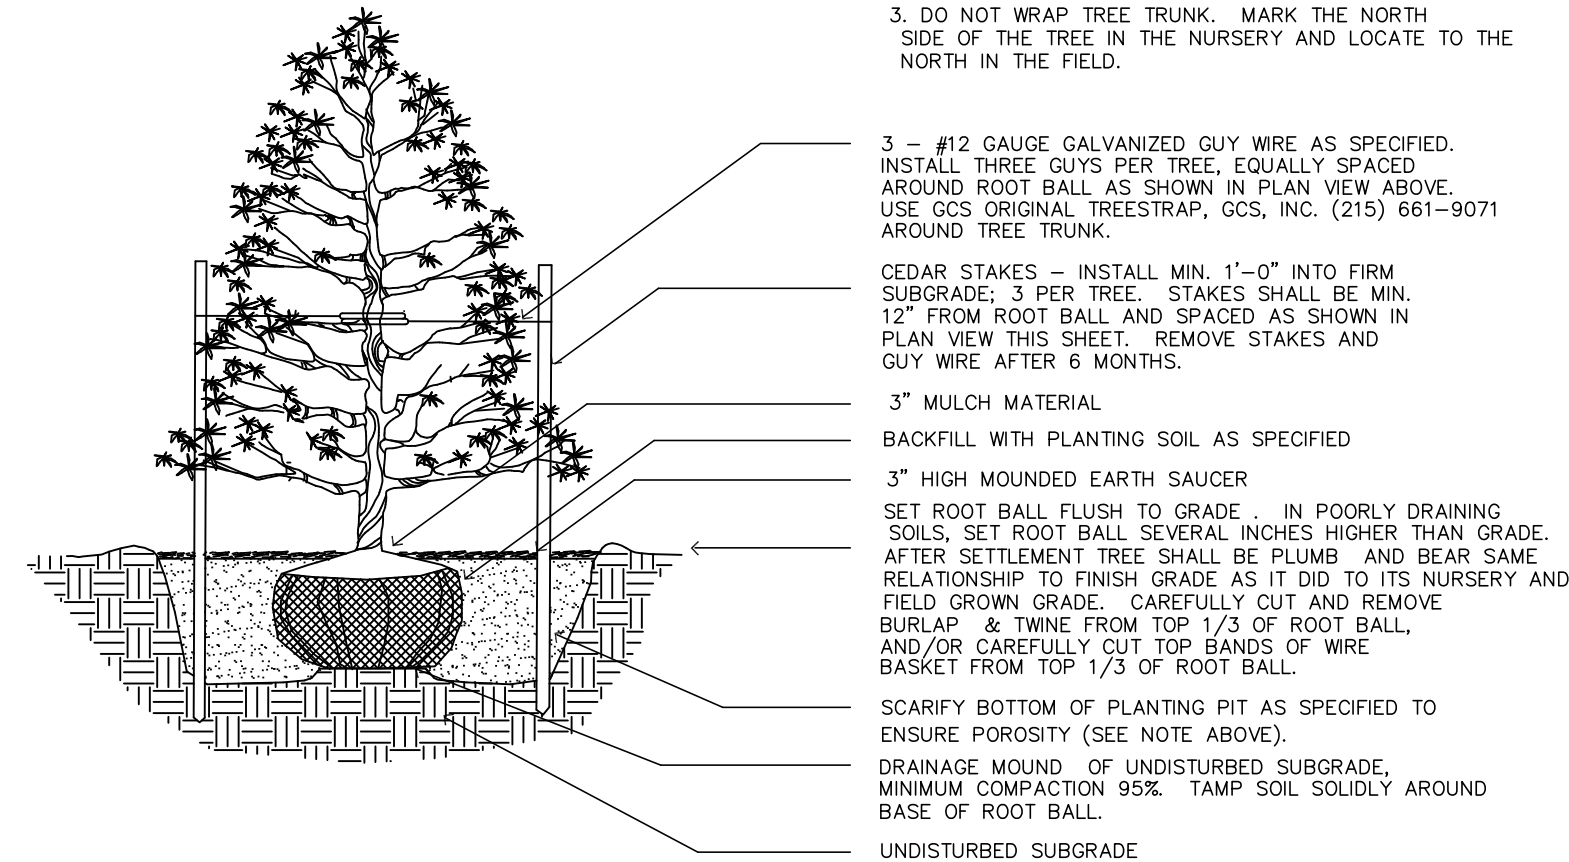 3. DO NOT WRAP TREE TRUNK. MARK THE NORTH
SIDE OF THE TREE IN THE NURSERY AND LOCATE TO THE
NORTH IN THE FIELD.
3 – #12 GAUGE GALVANIZED GUY WIRE AS SPECIFIED.
INSTALL THREE GUYS PER TREE, EQUALLY SPACED
AROUND ROOT BALL AS SHOWN IN PLAN VIEW ABOVE.
USE GCS ORIGINAL TREESTRAP, GCS, INC. (215) 661–9071
AROUND TREE TRUNK.
CEDAR STAKES – INSTALL MIN. 1'–0" INTO FIRM
SUBGRADE; 3 PER TREE. STAKES SHALL BE MIN.
12" FROM ROOT BALL AND SPACED AS SHOWN IN
PLAN VIEW THIS SHEET. REMOVE STAKES AND
GUY WIRE AFTER 6 MONTHS.
3" MULCH MATERIAL
BACKFILL WITH PLANTING SOIL AS SPECIFIED
3" HIGH MOUNDED EARTH SAUCER
SET ROOT BALL FLUSH TO GRADE . IN POORLY DRAINING
SOILS, SET ROOT BALL SEVERAL INCHES HIGHER THAN GRADE.
AFTER SETTLEMENT TREE SHALL BE PLUMB AND BEAR SAME
RELATIONSHIP TO FINISH GRADE AS IT DID TO ITS NURSERY AND
FIELD GROWN GRADE. CAREFULLY CUT AND REMOVE
BURLAP & TWINE FROM TOP 1/3 OF ROOT BALL,
AND/OR CAREFULLY CUT TOP BANDS OF WIRE
BASKET FROM TOP 1/3 OF ROOT BALL.
SCARIFY BOTTOM OF PLANTING PIT AS SPECIFIED TO
ENSURE POROSITY (SEE NOTE ABOVE).
DRAINAGE MOUND OF UNDISTURBED SUBGRADE,
MINIMUM COMPACTION 95%. TAMP SOIL SOLIDLY AROUND
BASE OF ROOT BALL.
UNDISTURBED SUBGRADE